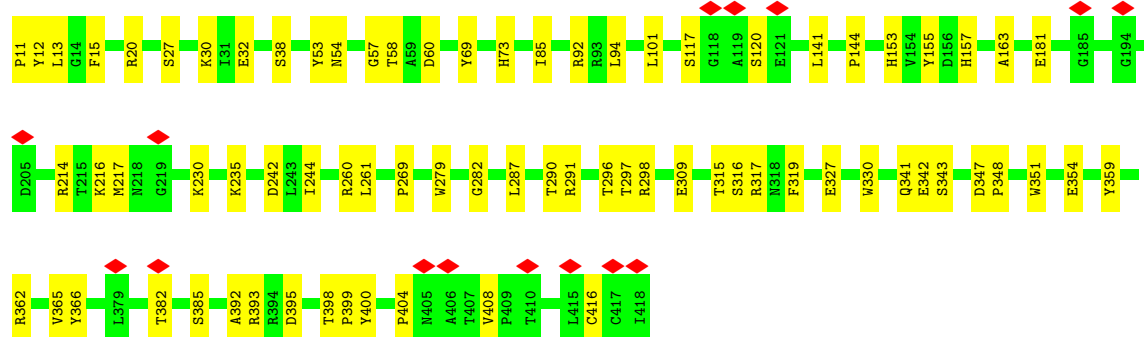 P11 Y12 L13 G14 F15 R20 S27 K30 I31 E32 S38 Y53 N54 G57 T58 A59 D60 Y69 H73 I85 R92 R93 L94 L101 S117 G118 A119 S120 E121 L141 P144 H153 V154 Y155 D156 H157 A163 E181 G185 G194
D205 R214 T215 K216 M217 N218 G219 K230 K235 D242 L243 I244 R260 L261 P269 W279 G282 L287 T290 R291 T296 T297 R298 E309 T315 S316 R317 N318 F319 E327 W330 Q341 E342 S343 D347 P348 W351 E354 Y359
R362 V365 Y366 L379 T382 S385 A392 R393 R394 D395 T398 P399 Y400 P404 N405 A406 T407 V408 P409 T410 L415 C416 C417 I418